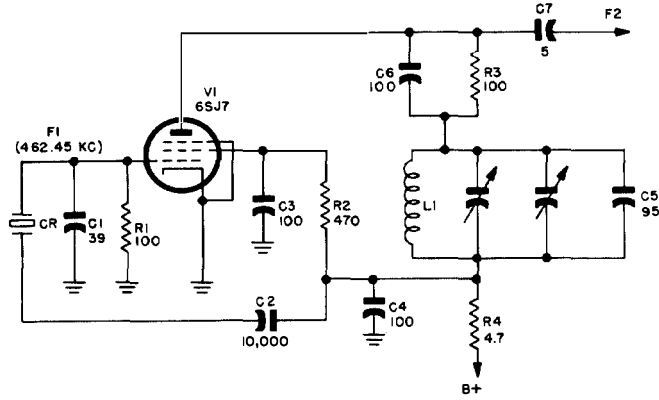 C7
F2
5
C6
100
R3
100
V1
6SJ7
F1
(462.45 KC)
CR
C1
39
R1
100
C3
100
R2
470
L1
C5
95
C2
10,000
C4
100
R4
4.7
B+